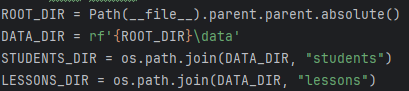 ROOT_DIR = Path(__file__).parent.parent.absolute()
DATA_DIR = rf'{ROOT_DIR}\data'
STUDENTS_DIR = os.path.join(DATA_DIR, "students")
LESSONS_DIR = os.path.join(DATA_DIR, "lessons")